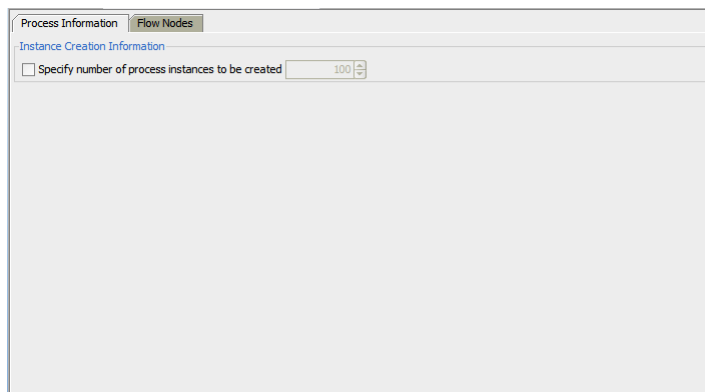 Process Information Flow Nodes
Instance Creation Information
Specify number of process instances to be created 100